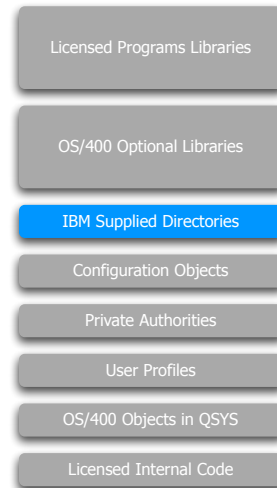 Licensed Programs Libraries
OS/400 Optional Libraries
IBM Supplied Directories
Configuration Objects
Private Authorities
User Profiles
OS/400 Objects in QSYS
Licensed Internal Code